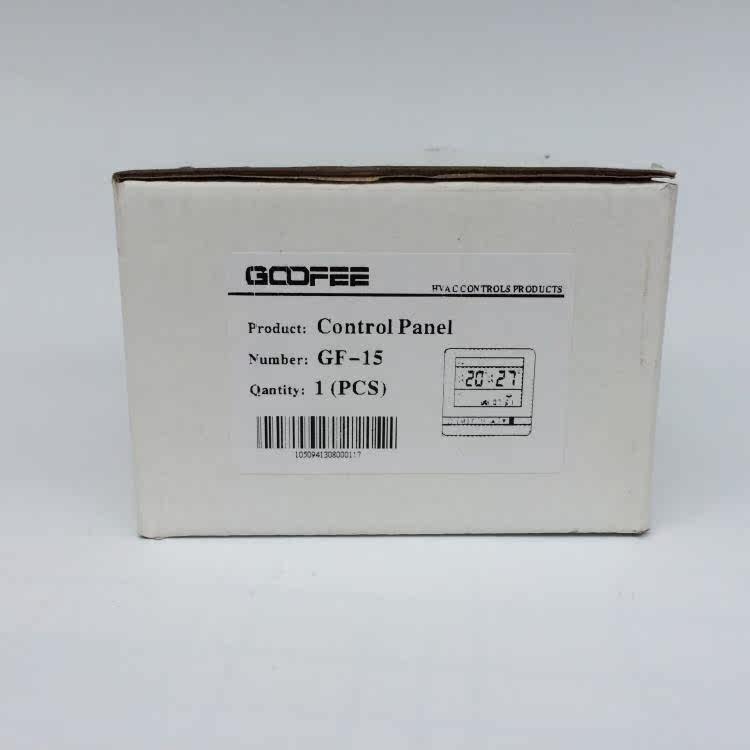 GOOFEE
HVAC CONTROLS PRODUCTS
Product: Control Panel
Number: GF-15
Qantity: 1 (PCS)
20 27
1050941308000117